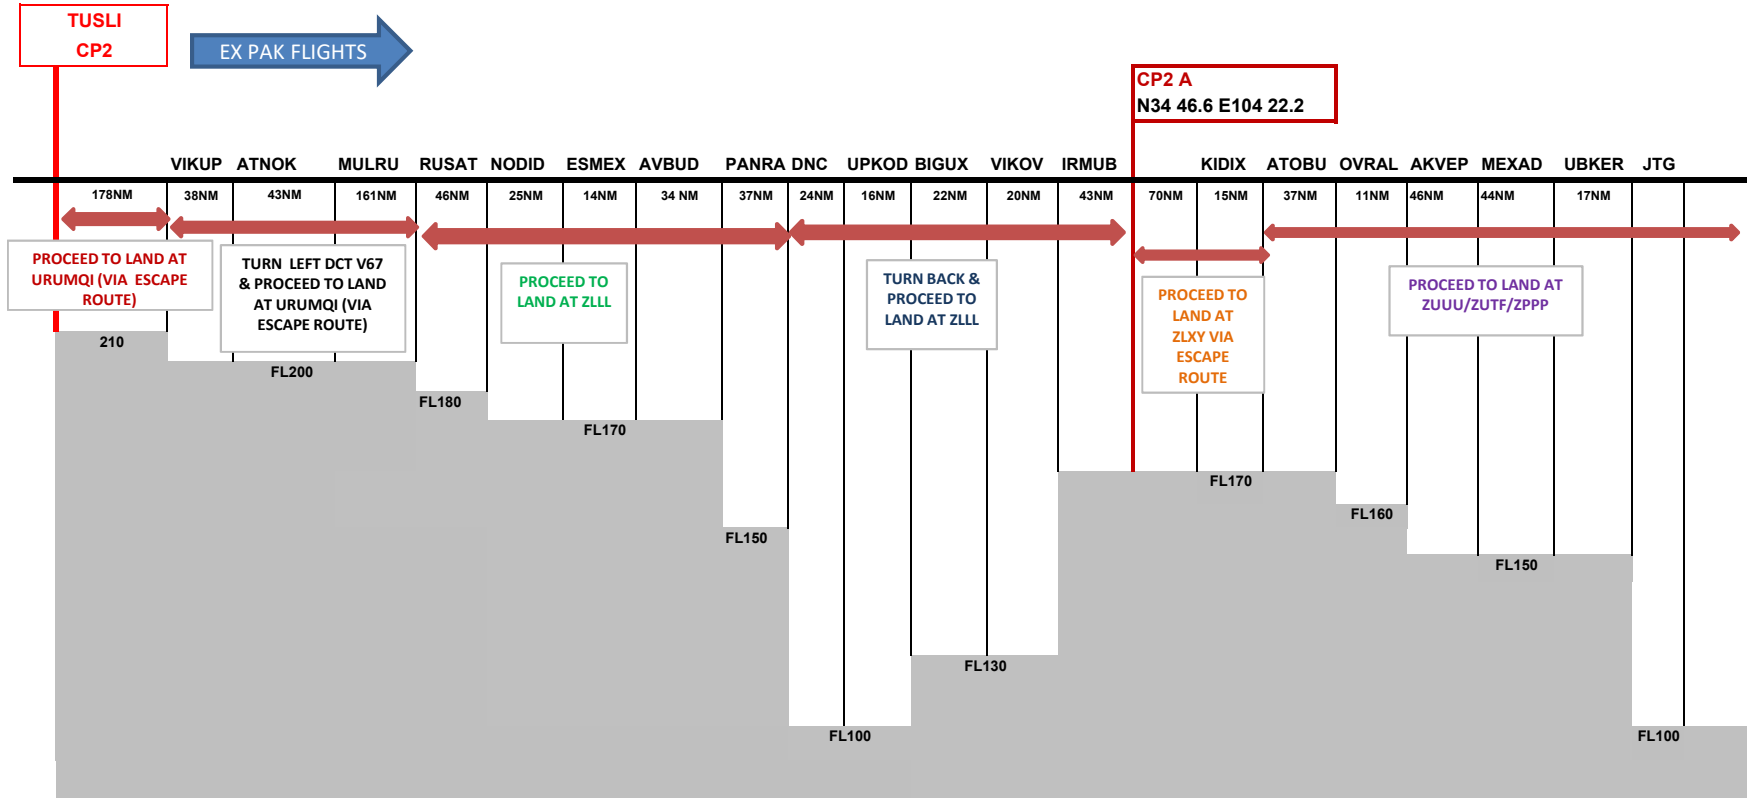 TUSLI
CP2
EX PAK FLIGHTS
CP2 A
N34 46.6 E104 22.2
VIKUP ATNOK MULRU RUSAT NODID ESMEX AVBUD PANRA DNC UPKOD BIGUX VIKOV IRMUB KIDIX ATOBU OVRAL AKVEP MEXAD UBKER JTG
178NM 38NM 43NM 161NM 46NM 25NM 14NM 34 NM 37NM 24NM 16NM 22NM 20NM 43NM 70NM 15NM 37NM 11NM 46NM 44NM 17NM
PROCEED TO LAND AT
URUMQI (VIA ESCAPE
ROUTE)
TURN LEFT DCT V67
& PROCEED TO LAND
AT URUMQI (VIA
ESCAPE ROUTE)
PROCEED TO
LAND AT ZLLL
TURN BACK &
PROCEED TO
LAND AT ZLLL
PROCEED TO
LAND AT
ZLXY VIA
ESCAPE
ROUTE
PROCEED TO LAND AT
ZUUU/ZUTF/ZPPP
210
FL200
FL180
FL170
FL150
FL100
FL130
FL170
FL160
FL150
FL100